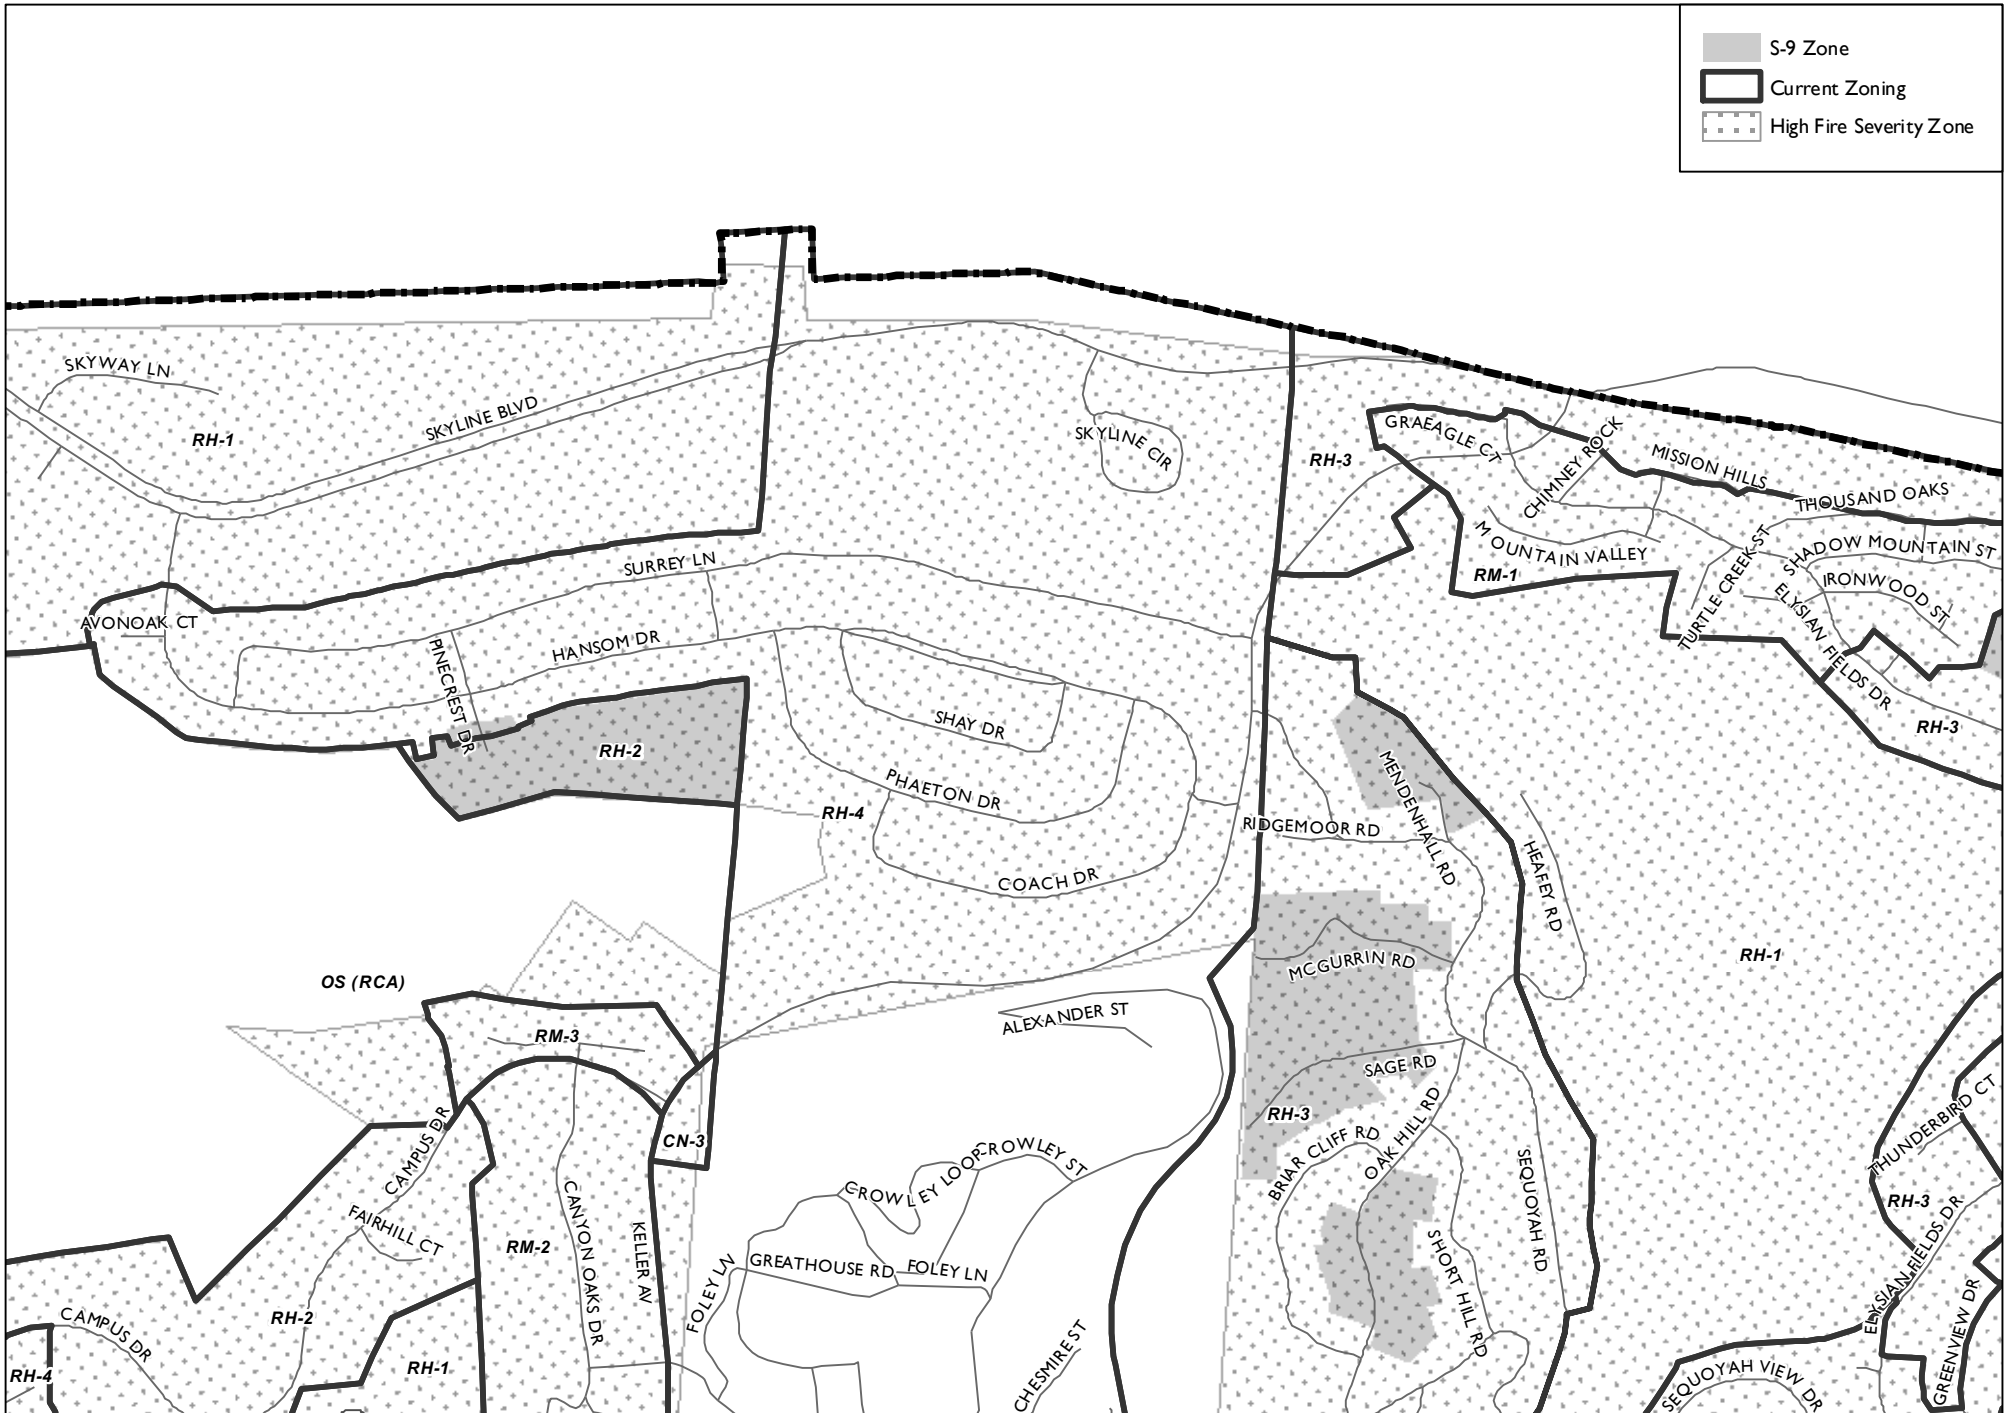 S-9 Zone
Current Zoning
High Fire Severity Zone
SKYWAY LN
SKYLINE BLVD
RH-1
SKYLINE CIR
RH-3
GRAEAGLE CT
CHIMNEY ROCK
MISSION HILLS
THOUSAND OAKS
MOUNTAIN VALLEY
RM-1
TURTLE CREEK ST
SHADOW MOUNTAIN ST
IRONWOOD ST
ELYSIAN FIELDS DR
RH-3
SURREY LN
AVONOAK CT
HANSOM DR
PINECREST DR
RH-2
SHAY DR
PHAETON DR
RH-4
COACH DR
MENDENHALL RD
RIDGEMOOR RD
HEAFEY RD
RH-1
MCGURRIN RD
OS (RCA)
RM-3
ALEXANDER ST
SAGE RD
RH-3
OAK HILL RD
BRIAR CLIFF RD
THUNDERBIRD CT
RH-3
CN-3
CAMPUS DR
CROWLEY LOOP
CROWLEY ST
FAIRHILL CT
RM-2
CANYON OAKS DR
KELLER AV
FOLEY LN
GREATHOUSE RD
FOLEY LN
SHORT HILL RD
SEQUOYAH RD
ELYSIAN FIELDS DR
GREENVIEW DR
RH-2
CAMPUS DR
RH-1
RH-4
CHESMIRE ST
SEQUOYAH VIEW DR